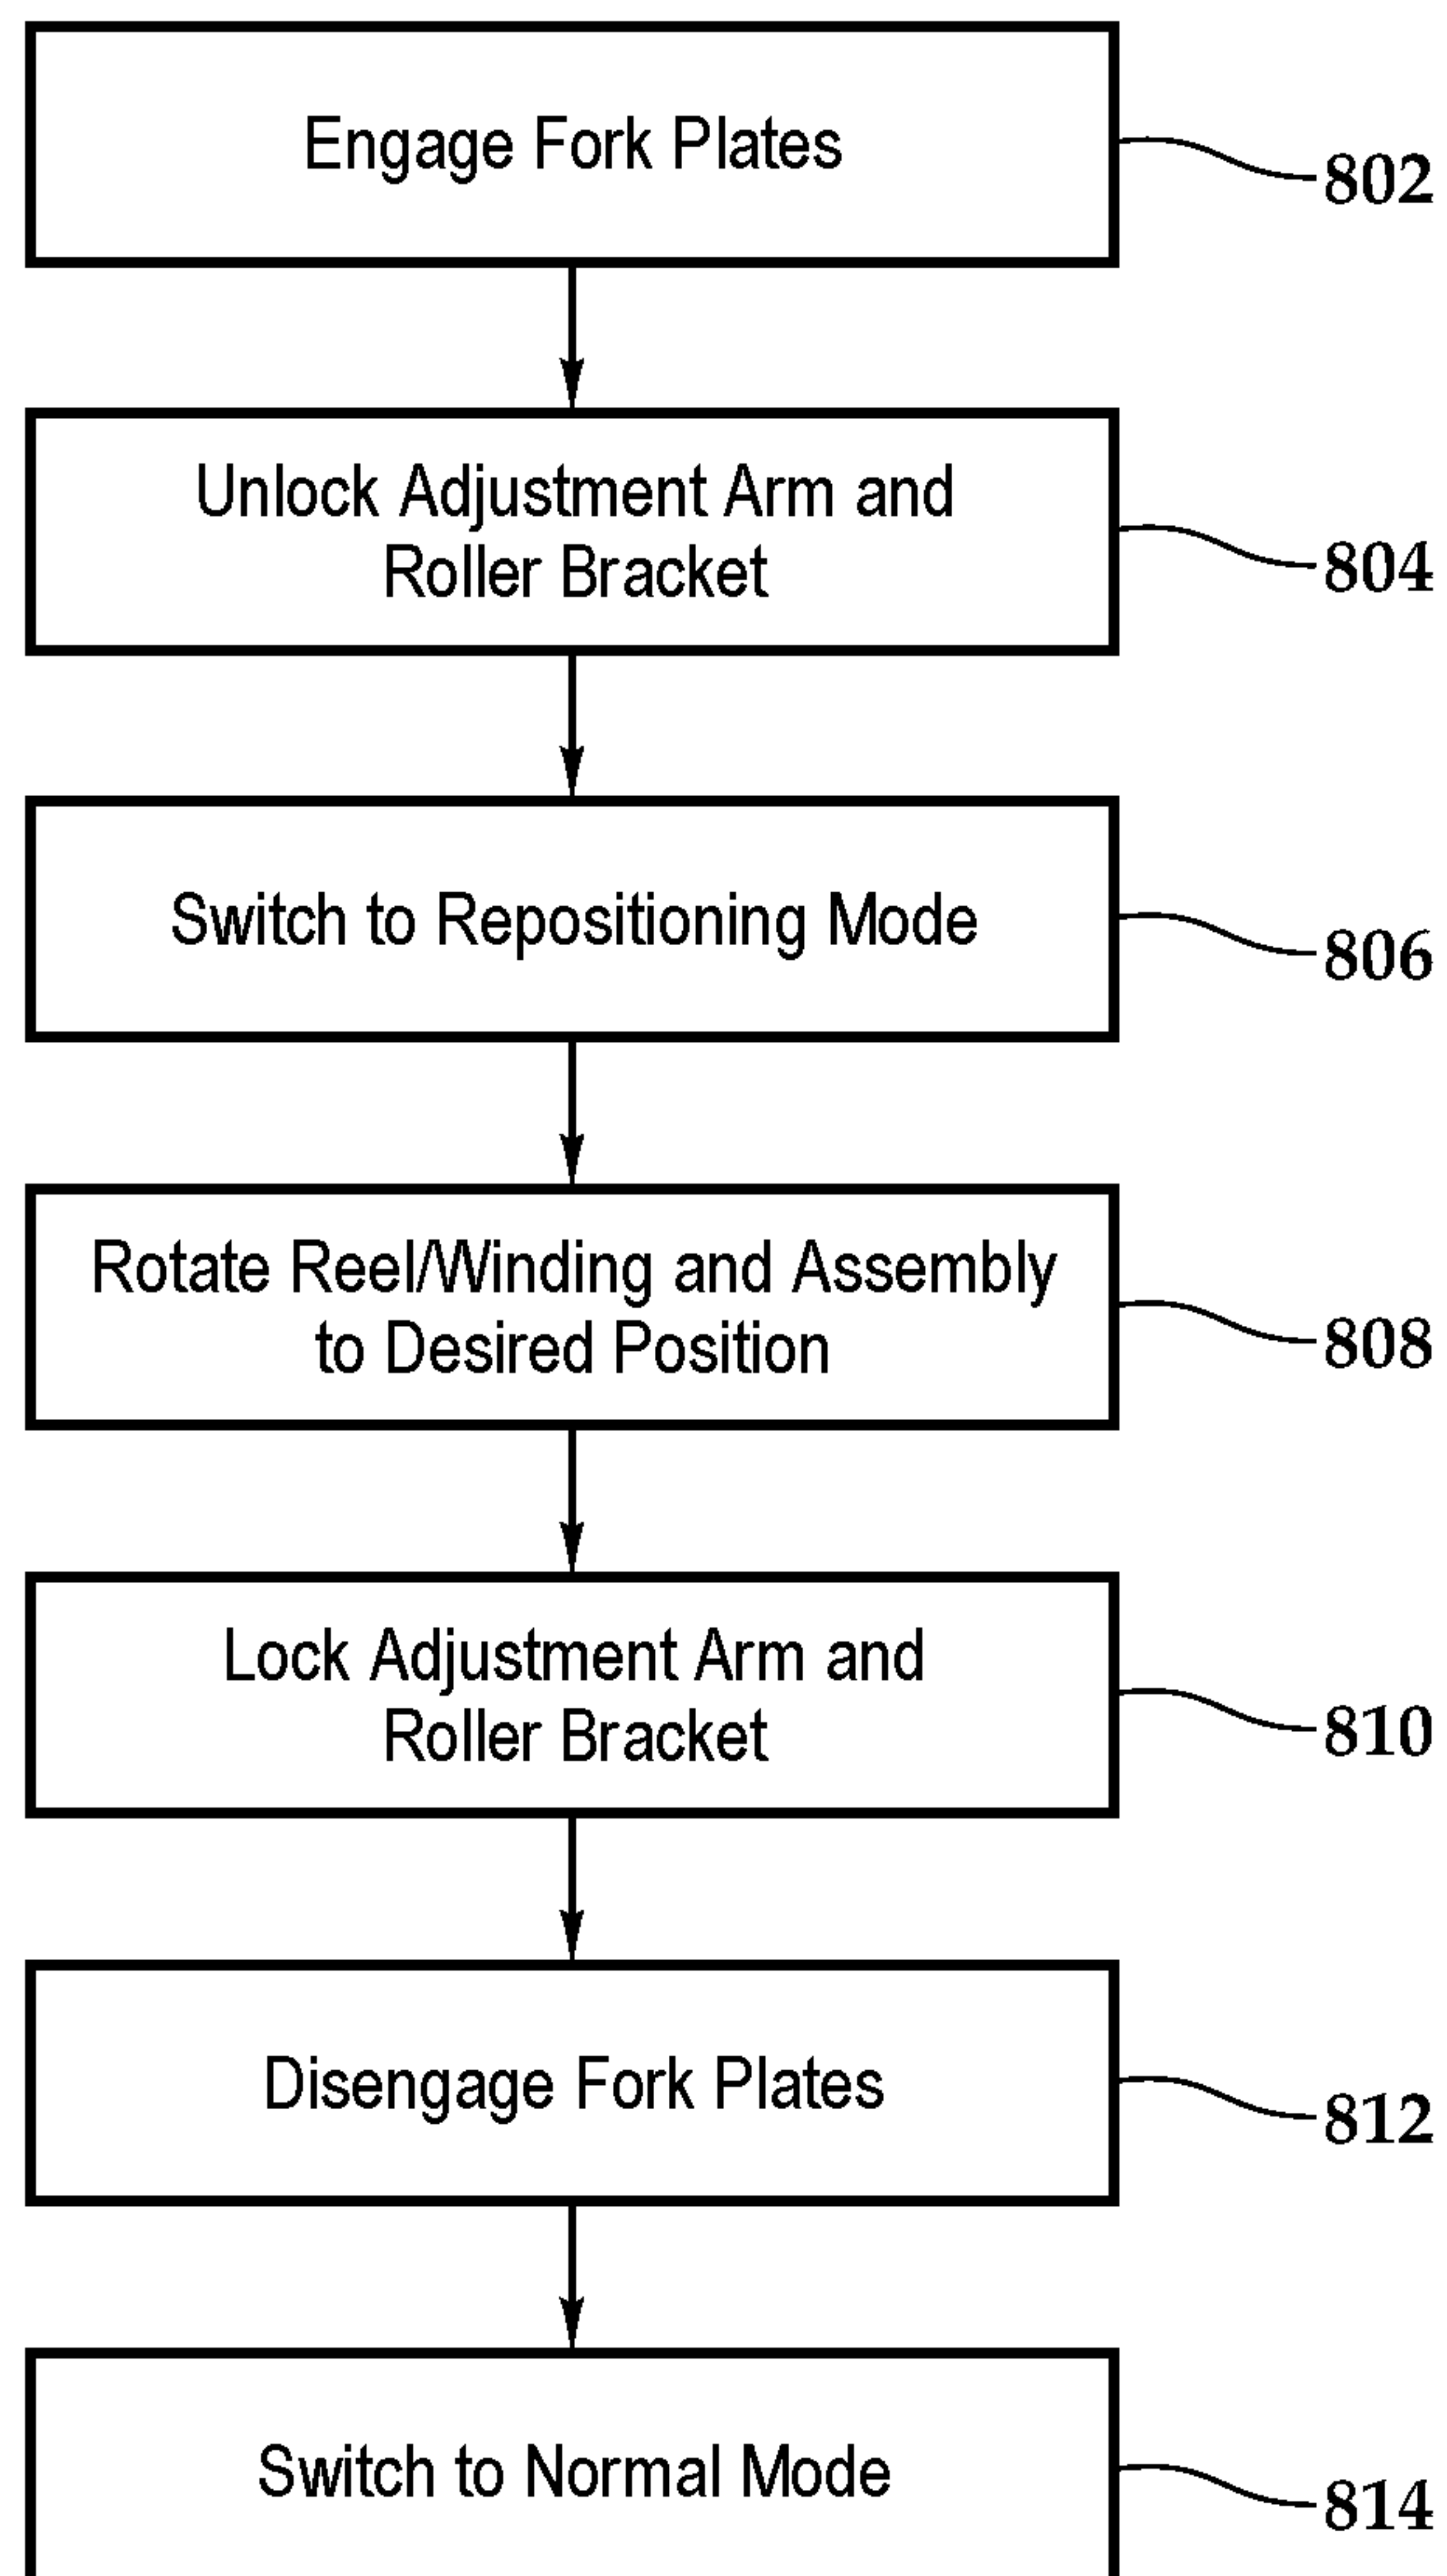 Engage Fork Plates
802
Unlock Adjustment Arm and
Roller Bracket
804
Switch to Repositioning Mode
806
Rotate Reel/Winding and Assembly
to Desired Position
808
Lock Adjustment Arm and
Roller Bracket
810
Disengage Fork Plates
812
Switch to Normal Mode
814